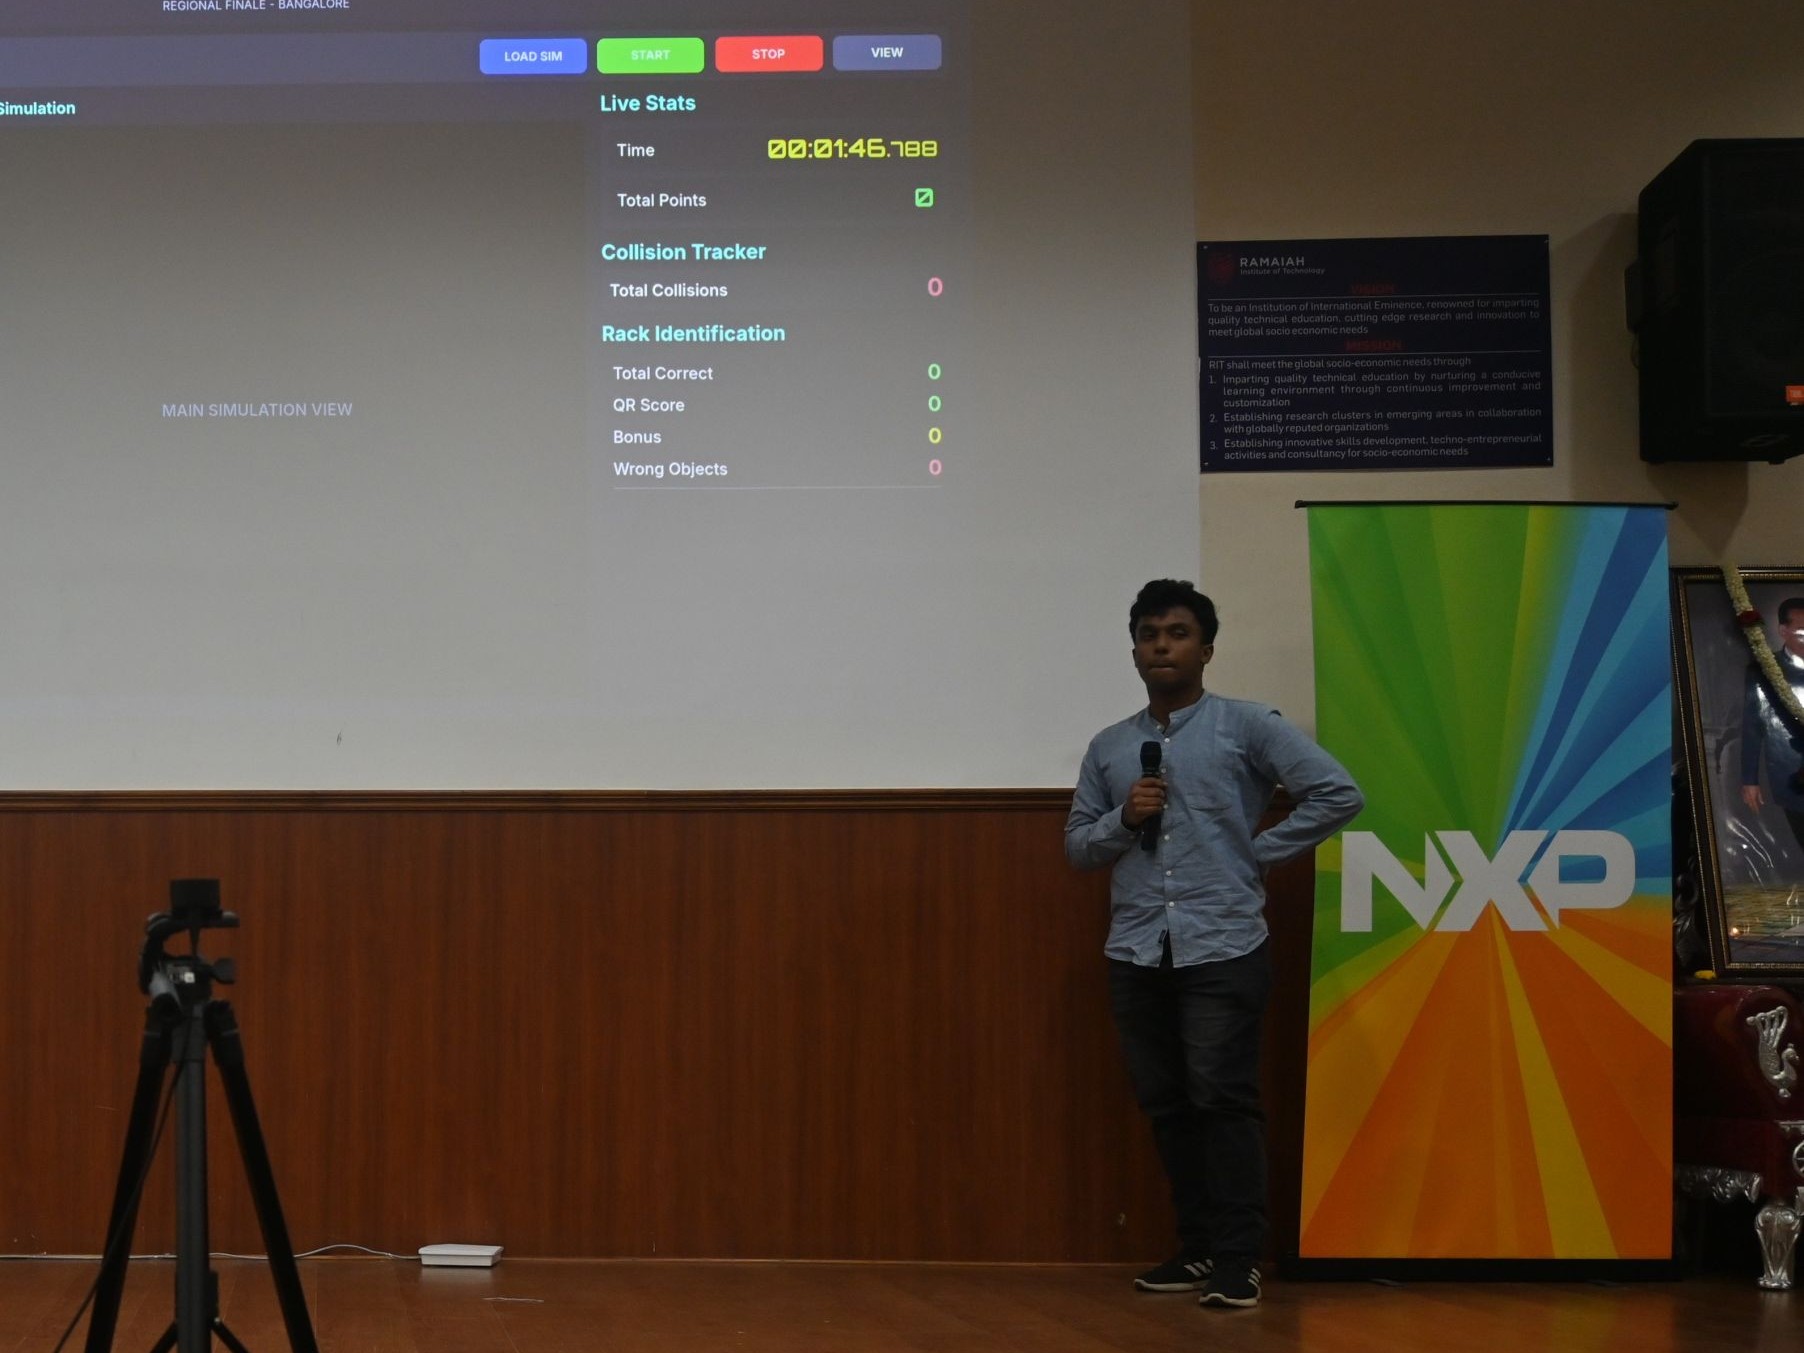 REGIONAL FINALE - BANGALORE
LOAD SIM
START
STOP
VIEW
Simulation
Live Stats
Time 00:01:46.788
Total Points 0
Collision Tracker
Total Collisions 0
Rack Identification
Total Correct 0
QR Score 0
Bonus 0
Wrong Objects 0
MAIN SIMULATION VIEW
RAMAIAH
Institute of Technology
VISION
To be an Institution of International Eminence, renowned for imparting
quality technical education, cutting edge research and innovation to
meet global socio economic needs
MISSION
RIT shall meet the global socio-economic needs through
1. Imparting quality technical education by nurturing a conducive
learning environment through continuous improvement and
customization
2. Establishing research clusters in emerging areas in collaboration
with globally reputed organizations
3. Establishing innovative skills development, techno-entrepreneurial
activities and consultancy for socio-economic needs
JBL
NXP